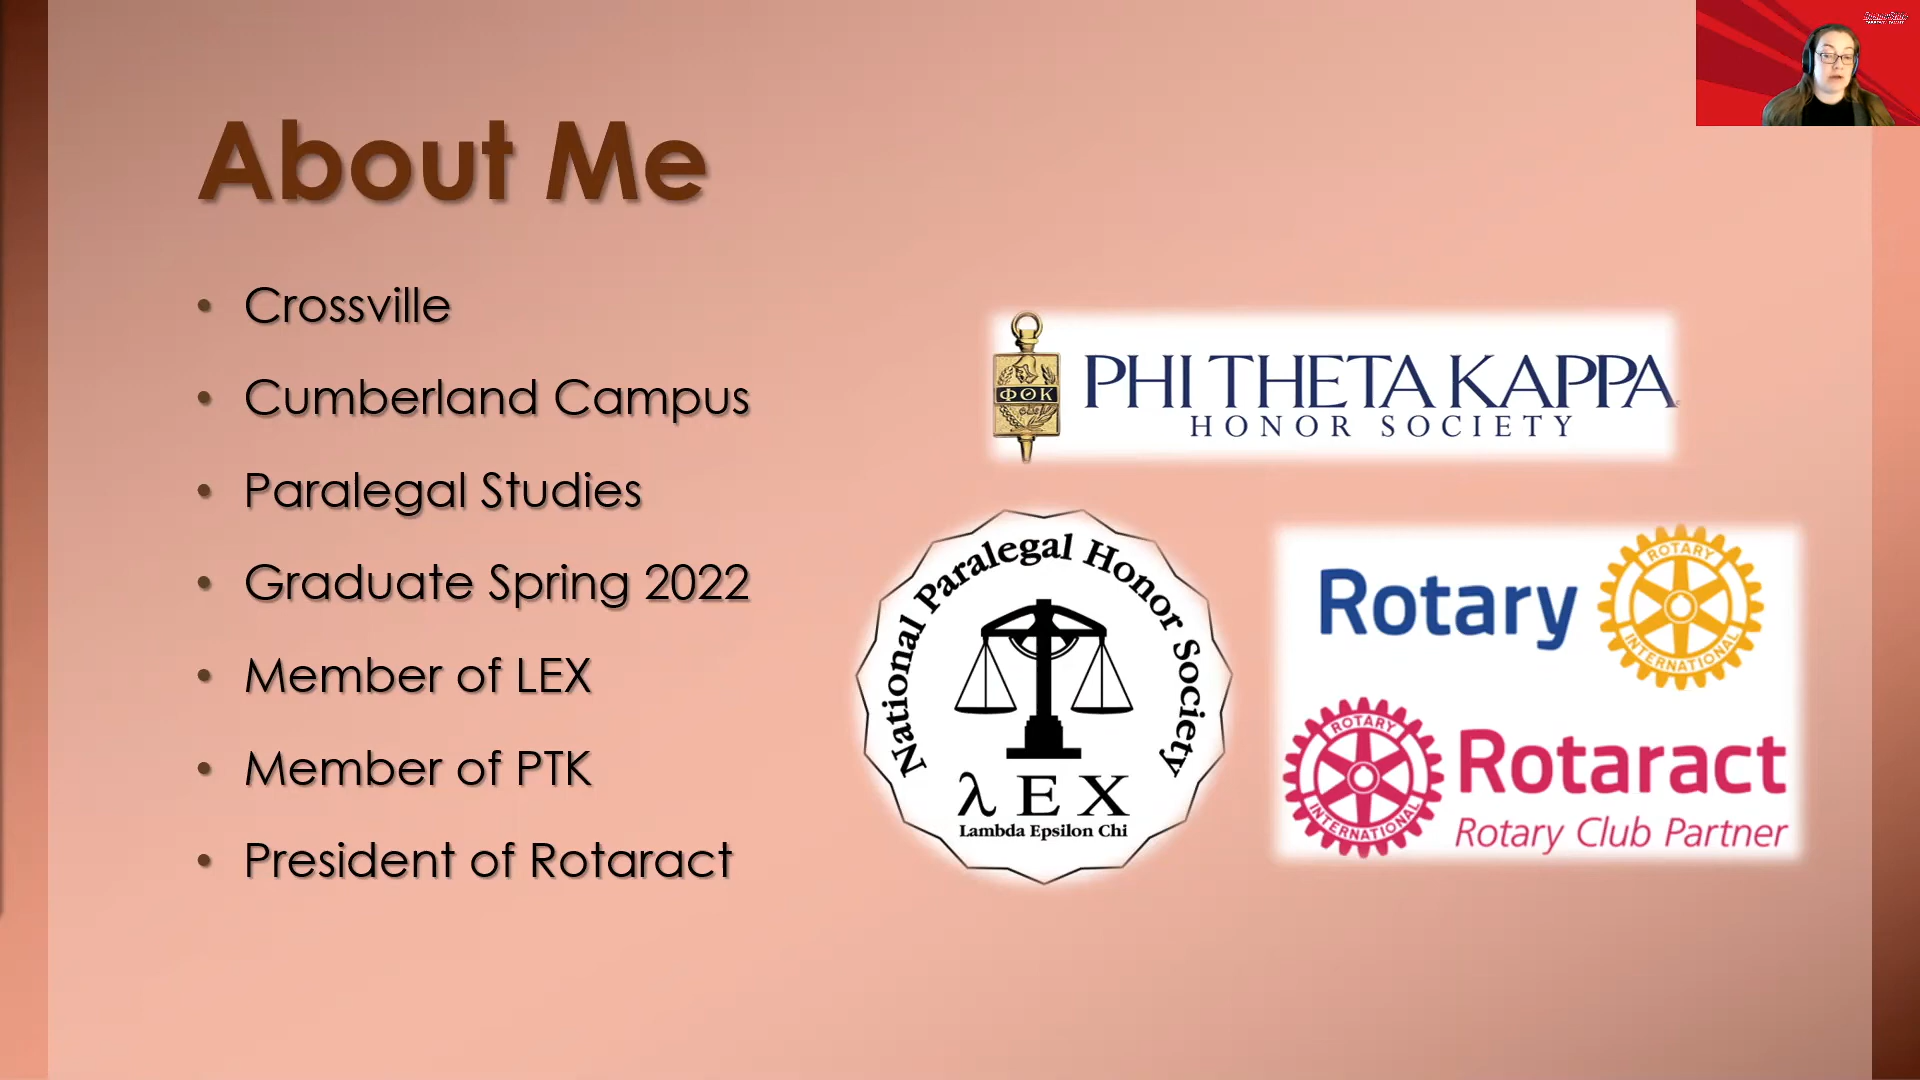 About Me
• Crossville
• Cumberland Campus
• Paralegal Studies
• Graduate Spring 2022
• Member of LEX
• Member of PTK
• President of Rotaract
ΦΘΚ
PHI THETA KAPPA
HONOR SOCIETY
National Paralegal Honor Society
λEX
Lambda Epsilon Chi
Rotary
ROTARY
INTERNATIONAL
ROTARY
INTERNATIONAL
Rotaract
Rotary Club Partner